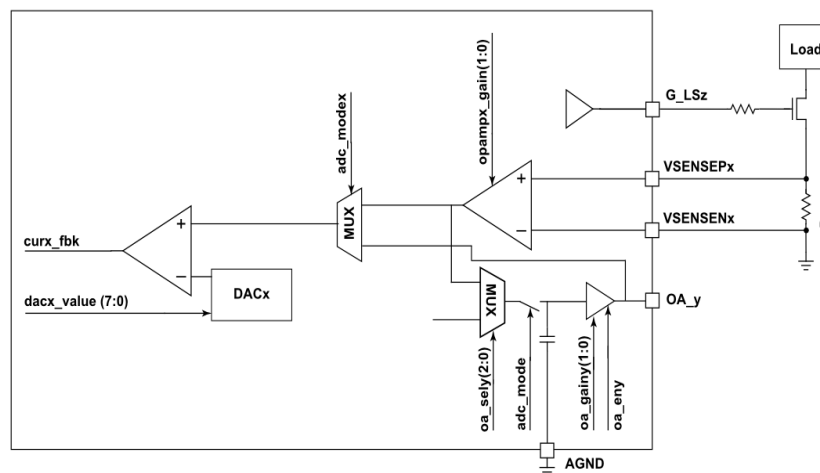 Load
G_LSz
opampx_gain(1:0)
adc_modex
VSENSEPx
+
MUX
+
VSENSENx
–
curx_fbk
–
MUX
DACx
dacx_value (7:0)
OA_y
oa_sely(2:0)
adc_mode
oa_gainy(1:0)
oa_eny
AGND